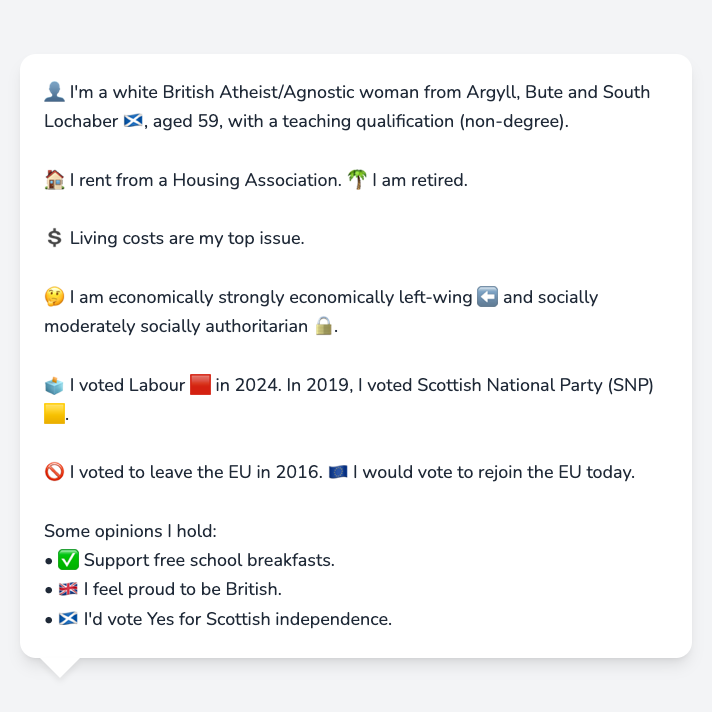 👤 I'm a white British Atheist/Agnostic woman from Argyll, Bute and South
Lochaber 🏴󠁧󠁢󠁳󠁣󠁴󠁿, aged 59, with a teaching qualification (non-degree).
🏠 I rent from a Housing Association. 🌴 I am retired.
💲 Living costs are my top issue.
🤔 I am economically strongly economically left-wing ⬅️ and socially
moderately socially authoritarian 🔒.
🗳️ I voted Labour 🟥 in 2024. In 2019, I voted Scottish National Party (SNP)
🟨.
🚫 I voted to leave the EU in 2016. 🇪🇺 I would vote to rejoin the EU today.
Some opinions I hold:
• ✅ Support free school breakfasts.
• 🇬🇧 I feel proud to be British.
• 🏴󠁧󠁢󠁳󠁣󠁴󠁿 I'd vote Yes for Scottish independence.